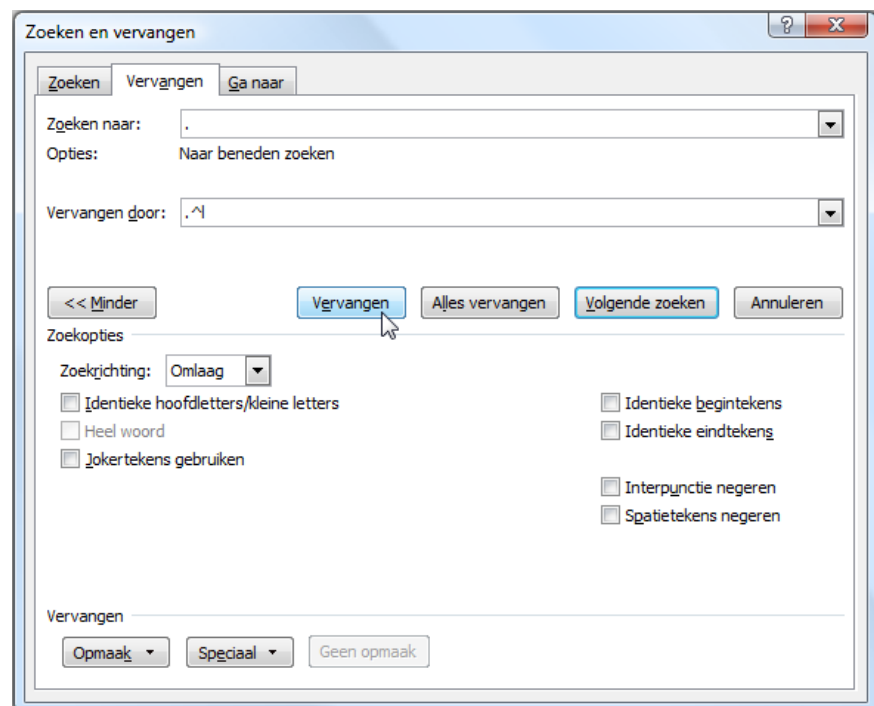 Zoeken en vervangen
?
X
Zoeken Vervangen Ga naar
Zoeken naar: .
Opties: Naar beneden zoeken
Vervangen door: .^l
<< Minder Vervangen Alles vervangen Volgende zoeken Annuleren
Zoekopties
Zoekrichting: Omlaag
Identieke hoofdletters/kleine letters Identieke begintekens
Heel woord Identieke eindtekens
Jokertekens gebruiken
Interpunctie negeren
Spatietekens negeren
Vervangen
Opmaak Speciaal Geen opmaak